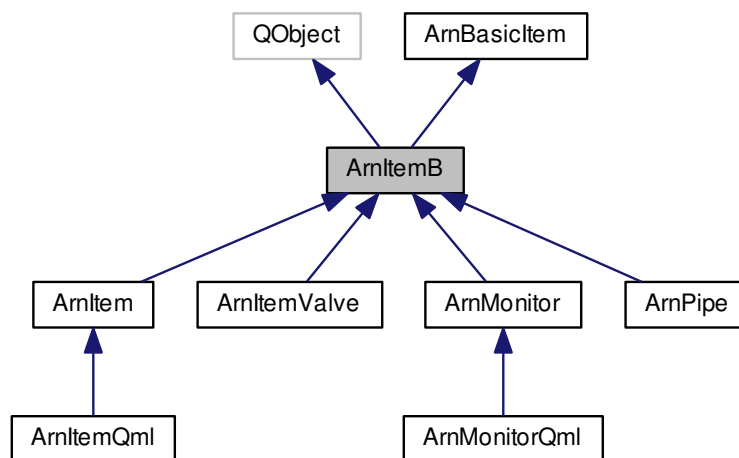 QObject
ArnBasicItem
ArnItemB
ArnItem
ArnItemValve
ArnMonitor
ArnPipe
ArnItemQml
ArnMonitorQml